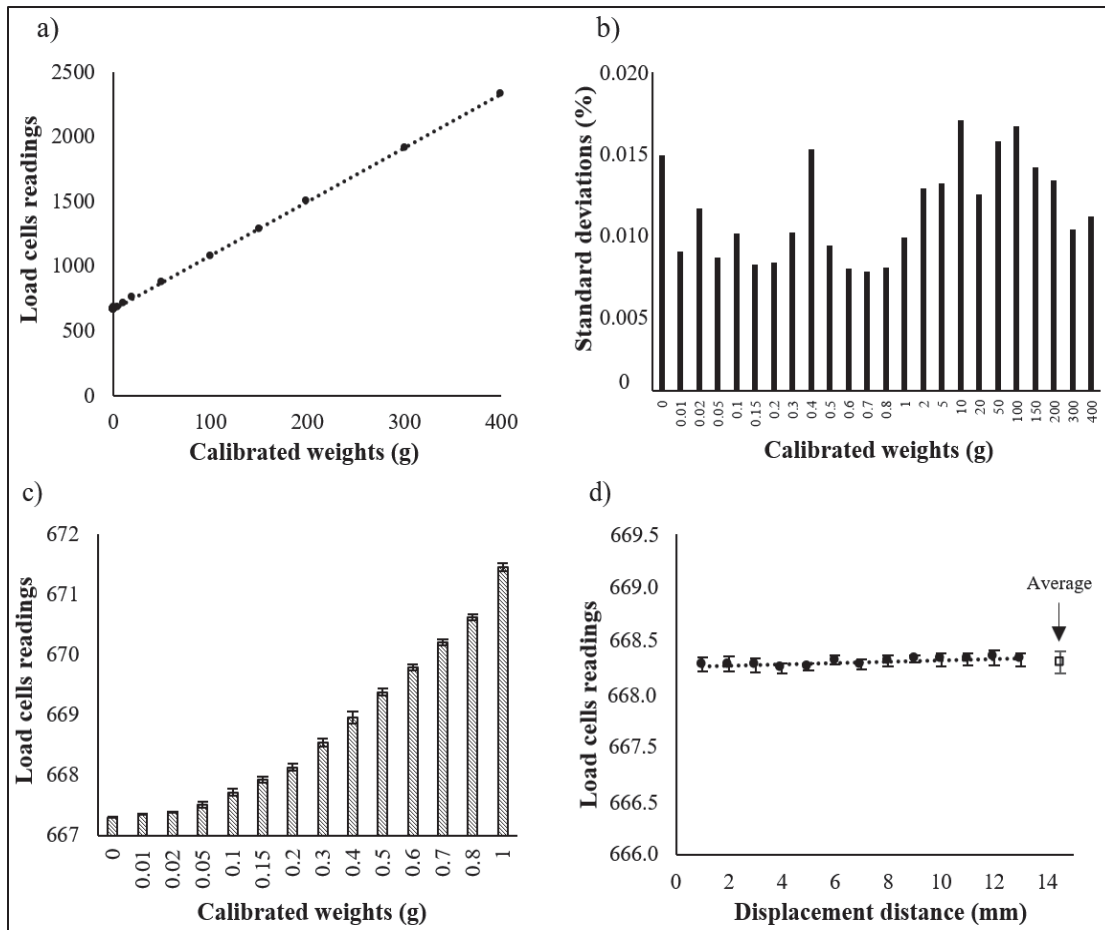 a)
Load cells readings
2500
2000
1500
1000
500
0
0 100 200 300 400
Calibrated weights (g)
b)
Standard deviations (%)
0.020
0.015
0.010
0.005
0
0 0.01 0.02 0.05 0.1 0.15 0.2 0.3 0.4 0.5 0.6 0.7 0.8 1 2 5 10 20 50 100 150 200 300 400
Calibrated weights (g)
c)
Load cells readings
672
671
670
669
668
667
0 0.01 0.02 0.05 0.1 0.15 0.2 0.3 0.4 0.5 0.6 0.7 0.8 1
Calibrated weights (g)
d)
Load cells readings
669.5
669.0
668.5
668.0
667.5
666.5
666.0
Average
0 2 4 6 8 10 12 14
Displacement distance (mm)